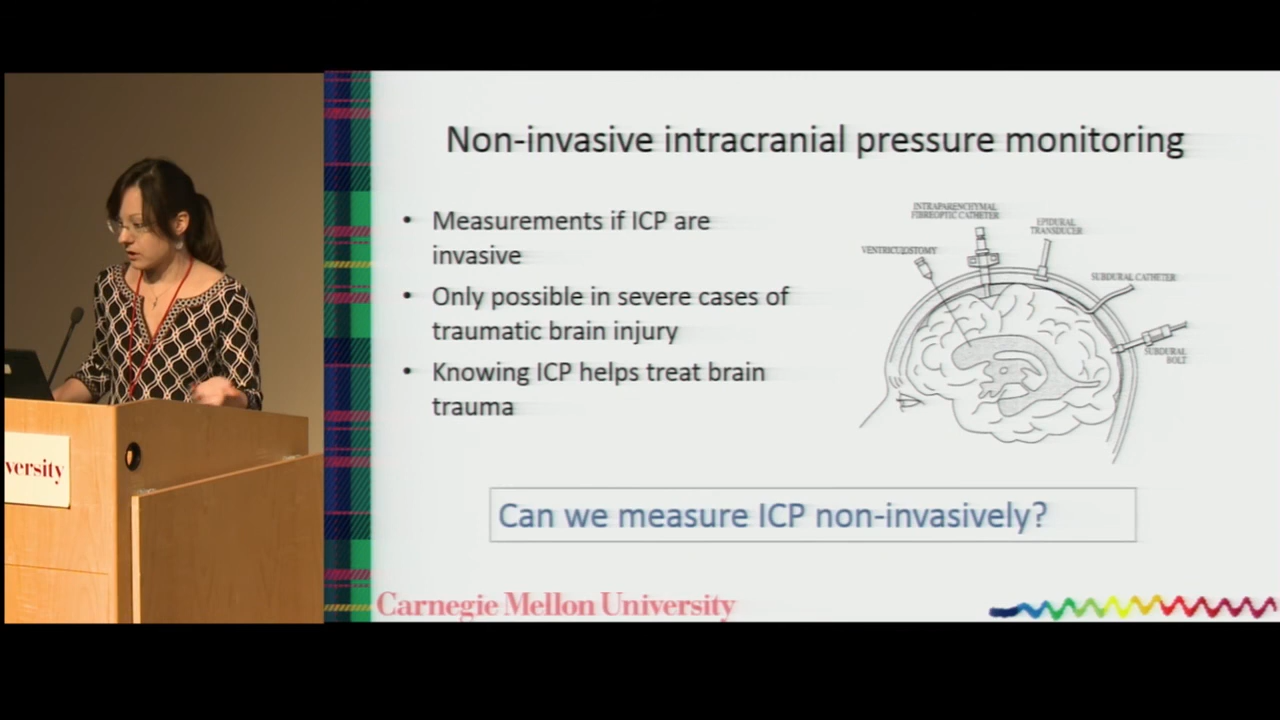 Non-invasive intracranial pressure monitoring
• Measurements if ICP are
invasive
• Only possible in severe cases of
traumatic brain injury
• Knowing ICP helps treat brain
trauma
INTRAPARENCHYMAL
FIBREOPTIC CATHETER
EPIDURAL
TRANSDUCER
VENTRICULOSTOMY
SUBDURAL CATHETER
SUBDURAL
BOLT
Can we measure ICP non-invasively?
Carnegie Mellon University
versity